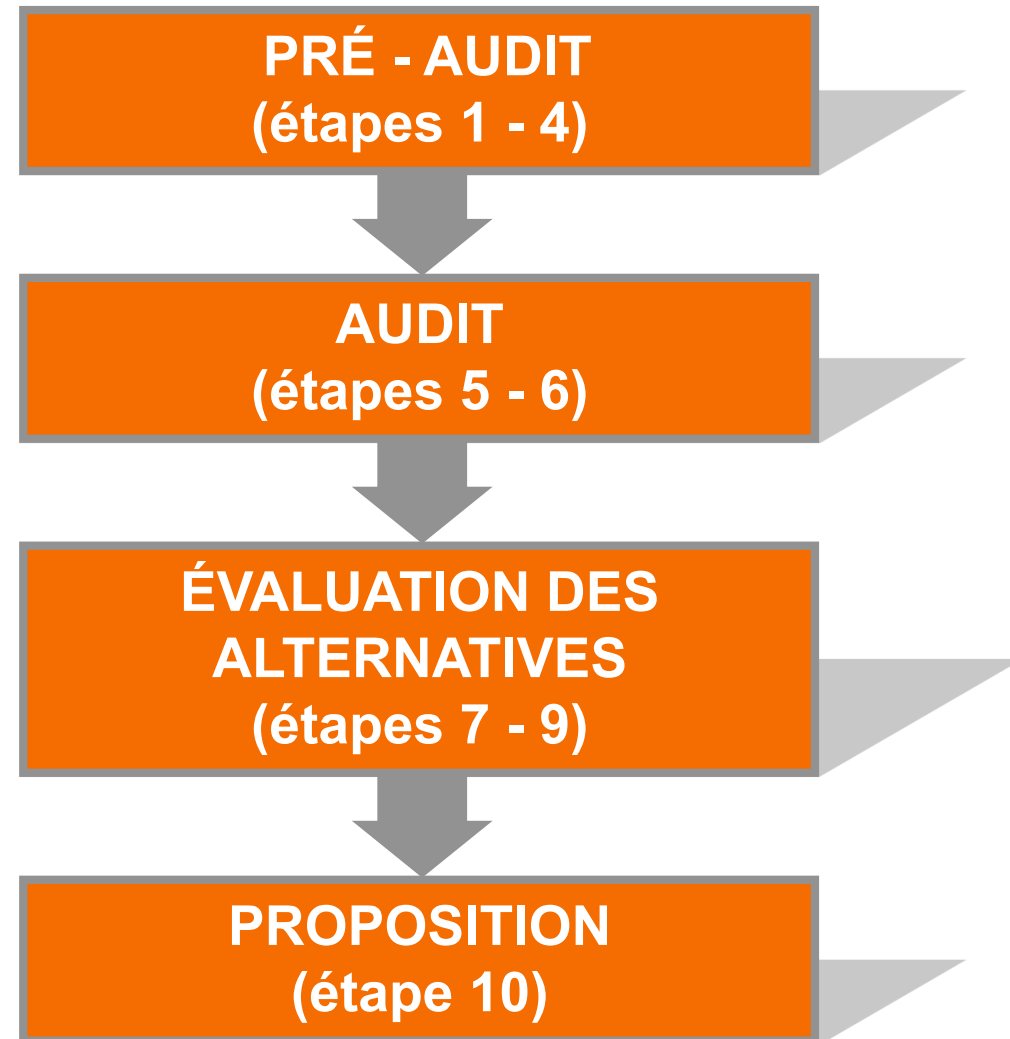 PRÉ - AUDIT
(étapes 1 - 4)
AUDIT
(étapes 5 - 6)
ÉVALUATION DES
ALTERNATIVES
(étapes 7 - 9)
PROPOSITION
(étape 10)